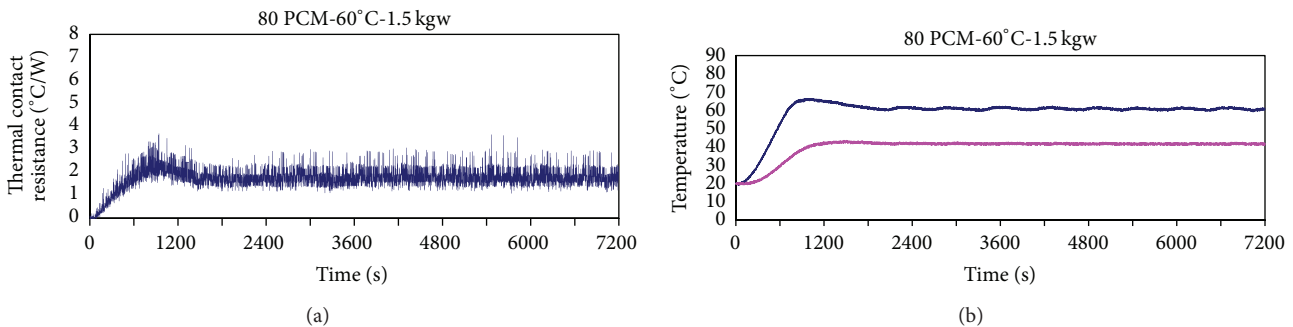 80 PCM-60°C-1.5 kgw
Thermal contact
resistance (°C/W)
8
7
6
5
4
3
2
1
0
0 1200 2400 3600 4800 6000 7200
Time (s)
(a)
80 PCM-60°C-1.5 kgw
Temperature (°C)
90
80
70
60
50
40
30
20
10
0
0 1200 2400 3600 4800 6000 7200
Time (s)
(b)